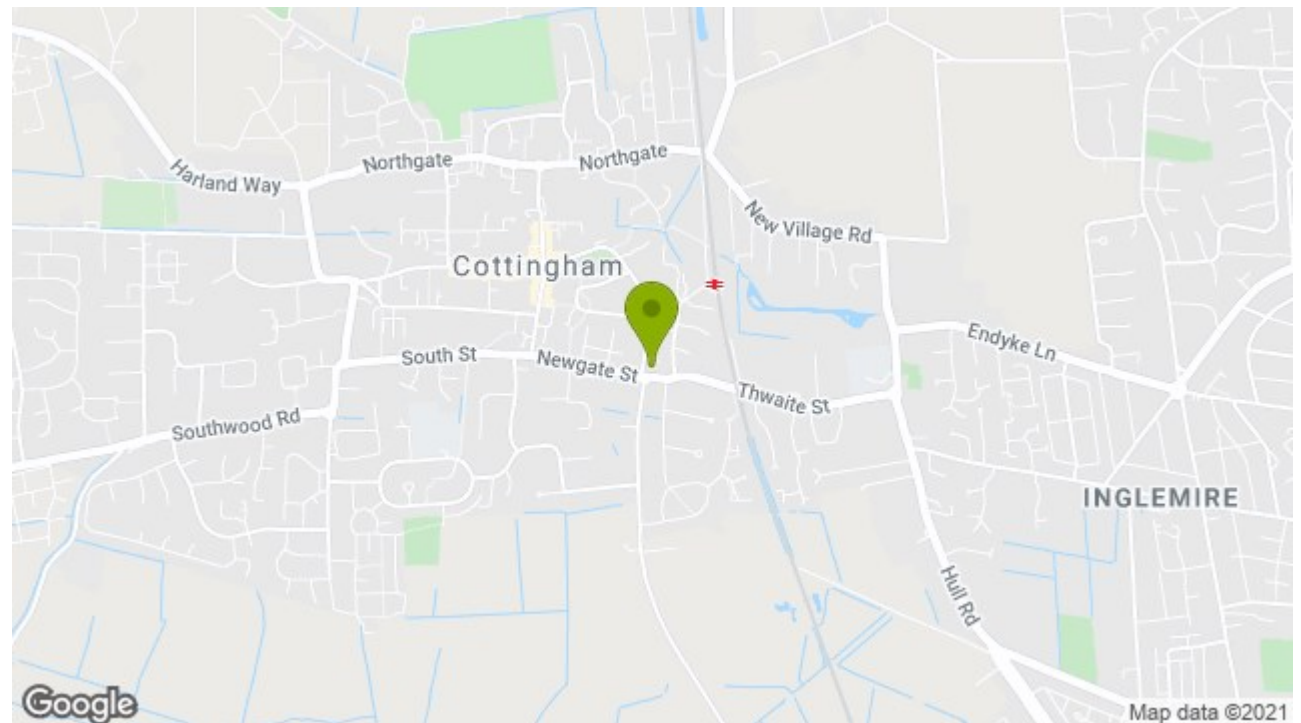 Northgate
Northgate
Harland Way
New Village Rd
Cottingham
Endyke Ln
South St
Newgate St
Thwaite St
Southwood Rd
INGLEMIRE
Hull Rd
Google
Map data ©2021